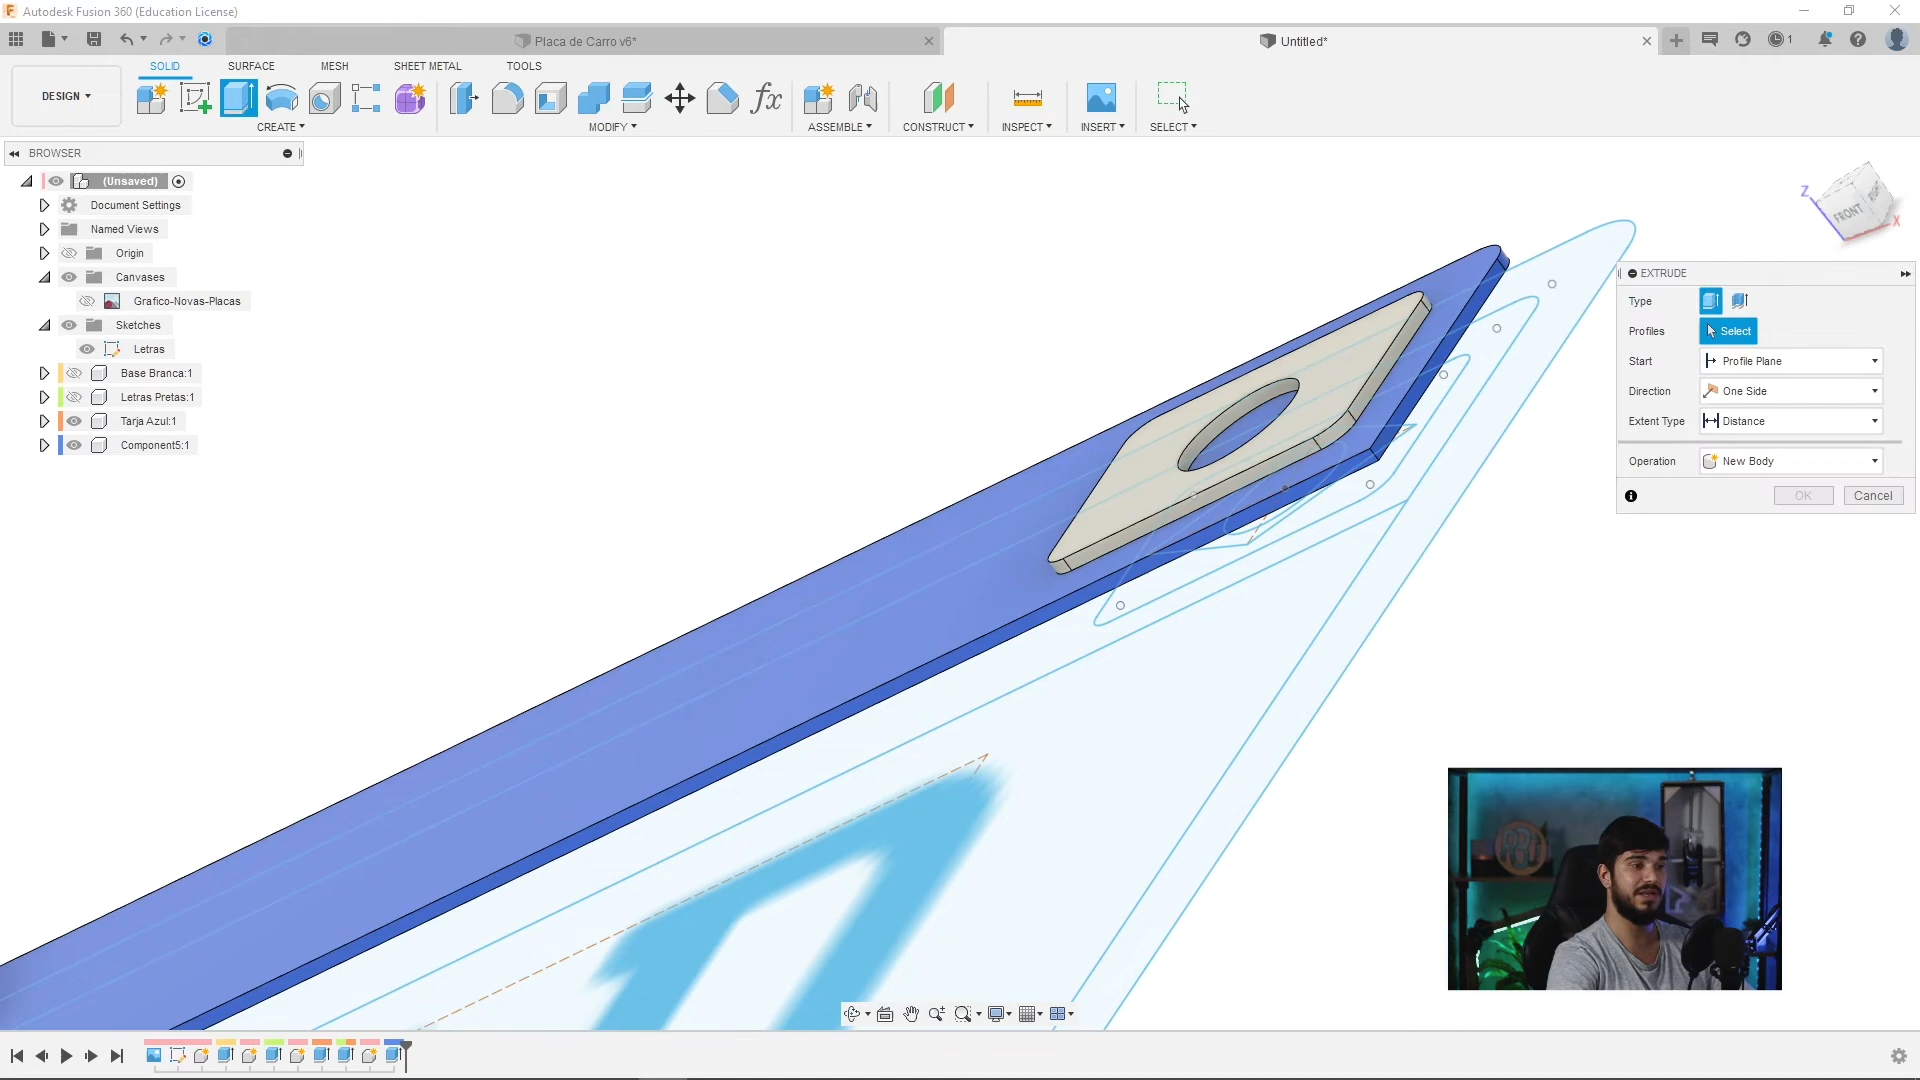 Autodesk Fusion 360 (Education License)
Placa de Carro v6*
Untitled*
1
DESIGN
SOLID
SURFACE
MESH
SHEET METAL
TOOLS
CREATE
MODIFY
ASSEMBLE
CONSTRUCT
INSPECT
INSERT
SELECT
BROWSER
(Unsaved)
Document Settings
Named Views
Origin
Canvases
Grafico-Novas-Placas
Sketches
Letras
Base Branca:1
Letras Pretas:1
Tarja Azul:1
Component5:1
Z
FRONT
X
EXTRUDE
Type
Profiles
Select
Start
Profile Plane
Direction
One Side
Extent Type
Distance
Operation
New Body
OK
Cancel